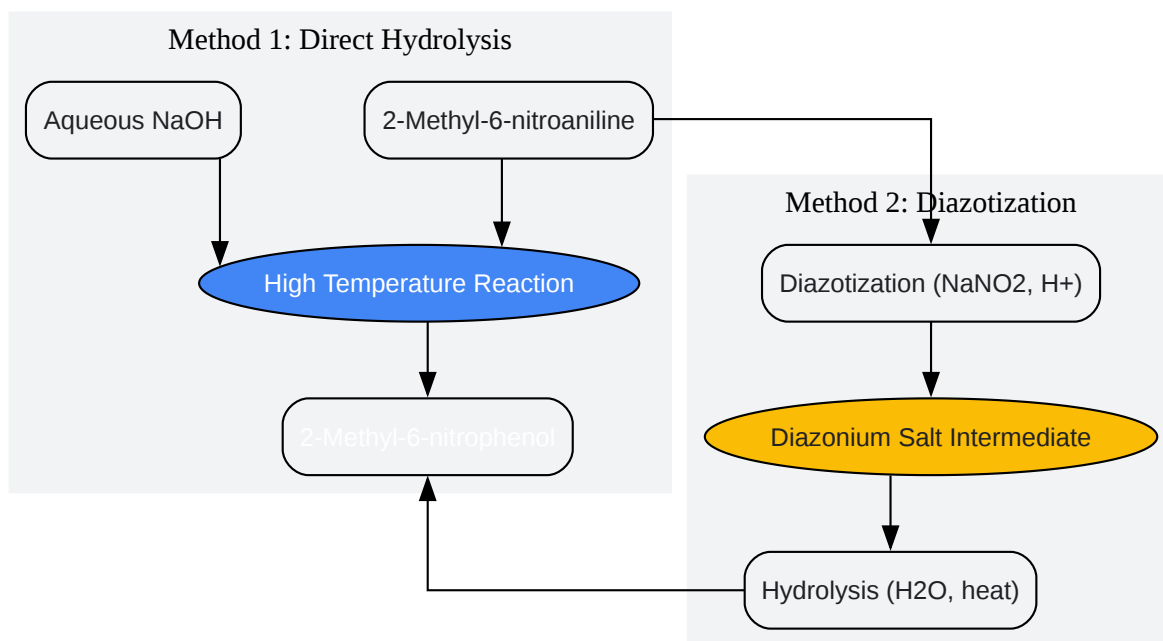 Method 1: Direct Hydrolysis
Aqueous NaOH
2-Methyl-6-nitroaniline
High Temperature Reaction
2-Methyl-6-nitrophenol
Method 2: Diazotization
Diazotization (NaNO2, H+)
Diazonium Salt Intermediate
Hydrolysis (H2O, heat)